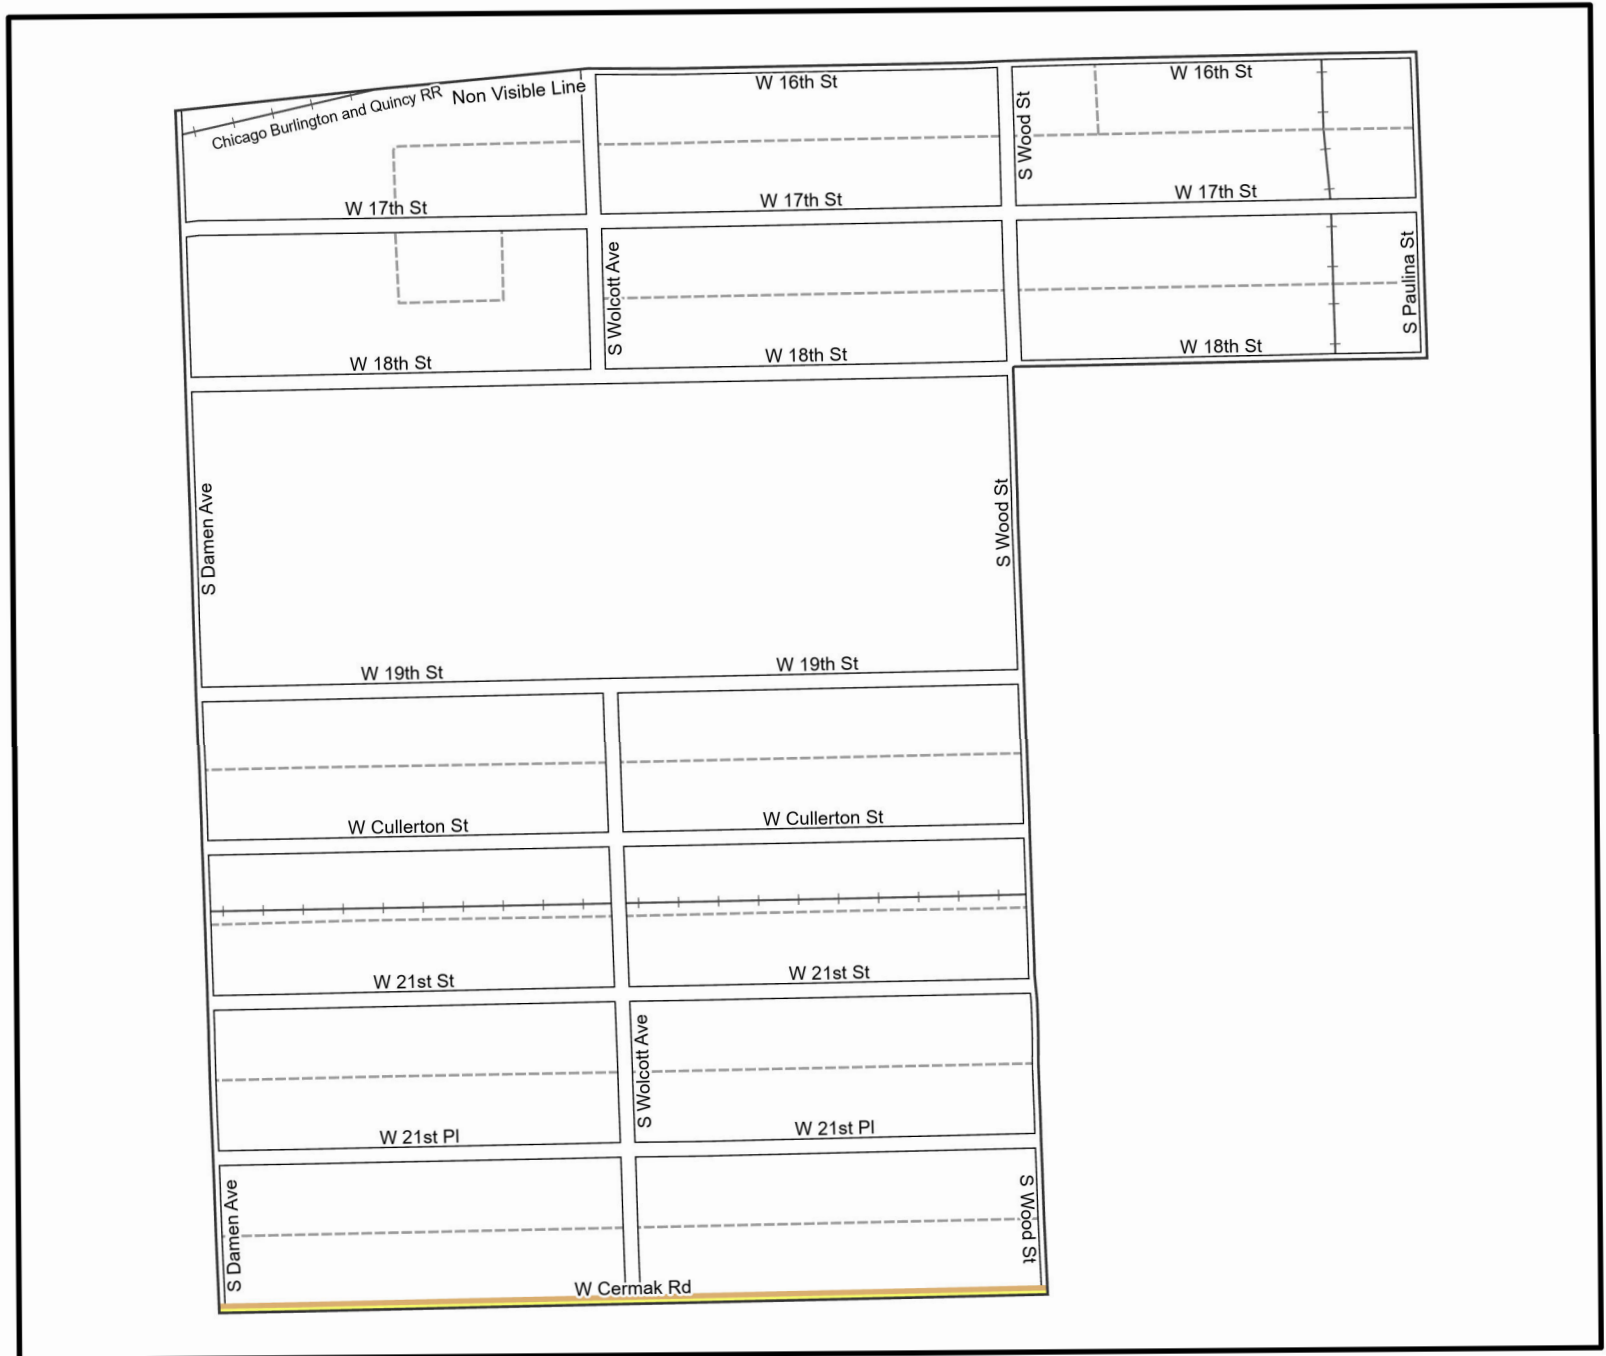 W 16th St
W 16th St
Non Visible Line
Chicago Burlington and Quincy RR
S Wood St
W 17th St
W 17th St
W 17th St
S Wolcott Ave
S Paulina St
W 18th St
W 18th St
W 18th St
S Damen Ave
S Wood St
W 19th St
W 19th St
W Cullerton St
W Cullerton St
W 21st St
W 21st St
S Wolcott Ave
W 21st Pl
W 21st Pl
S Damen Ave
S Wood St
W Cermak Rd